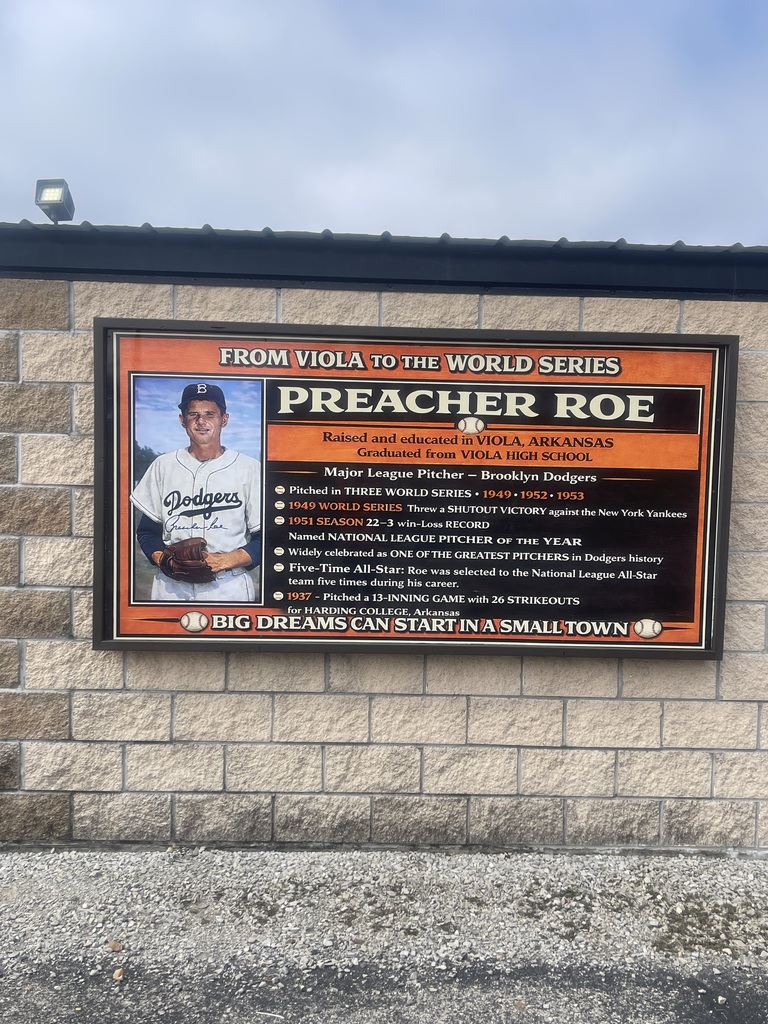 FROM VIOLA TO THE WORLD SERIES
B
Dodgers
Preacher Roe
PREACHER ROE
Raised and educated in VIOLA, ARKANSAS
Graduated from VIOLA HIGH SCHOOL
Major League Pitcher – Brooklyn Dodgers
Pitched in THREE WORLD SERIES • 1949 • 1952 • 1953
1949 WORLD SERIES Threw a SHUTOUT VICTORY against the New York Yankees
1951 SEASON 22–3 win-Loss RECORD
Named NATIONAL LEAGUE PITCHER OF THE YEAR
Widely celebrated as ONE OF THE GREATEST PITCHERS in Dodgers history
Five-Time All-Star: Roe was selected to the National League All-Star
team five times during his career.
1937 - Pitched a 13-INNING GAME with 26 STRIKEOUTS
for HARDING COLLEGE, Arkansas
BIG DREAMS CAN START IN A SMALL TOWN